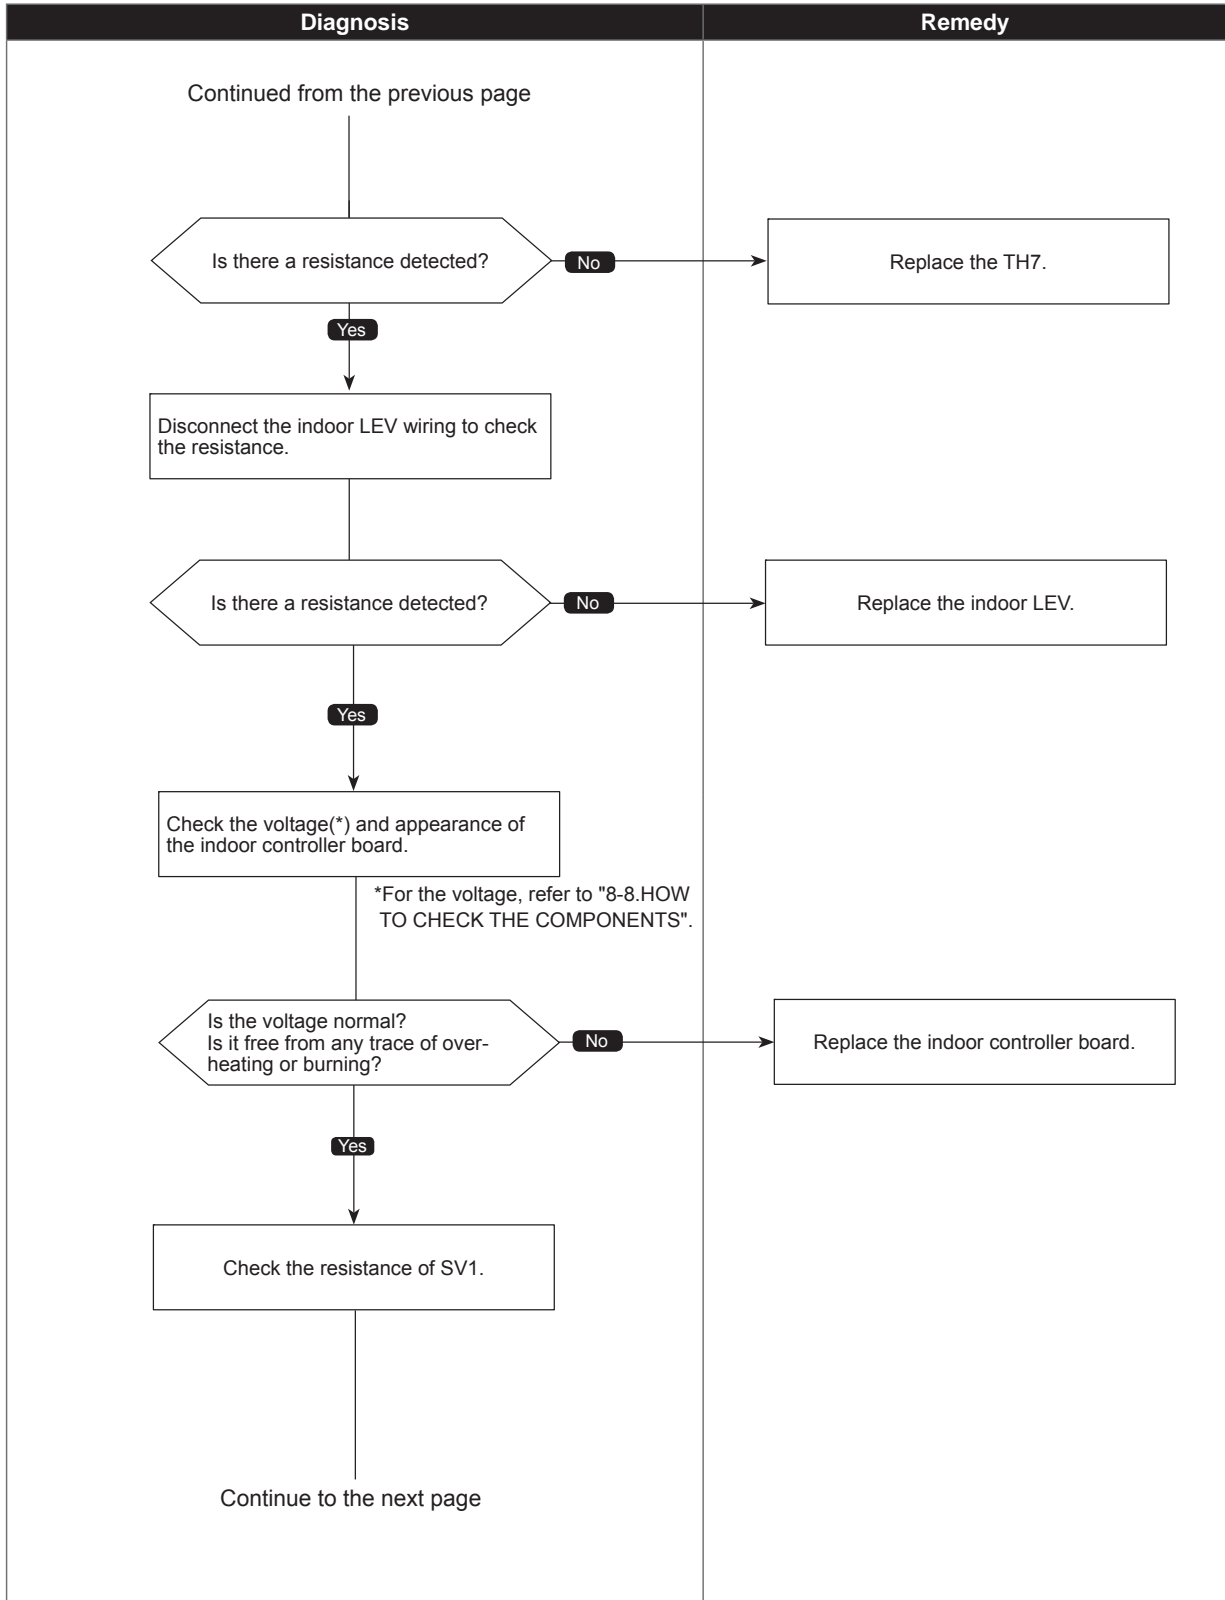 Diagnosis
Remedy
Continued from the previous page
Is there a resistance detected?
No
Replace the TH7.
Yes
Disconnect the indoor LEV wiring to check
the resistance.
Is there a resistance detected?
No
Replace the indoor LEV.
Yes
Check the voltage(*) and appearance of
the indoor controller board.
*For the voltage, refer to "8-8.HOW
TO CHECK THE COMPONENTS".
Is the voltage normal?
Is it free from any trace of over-
heating or burning?
No
Replace the indoor controller board.
Yes
Check the resistance of SV1.
Continue to the next page